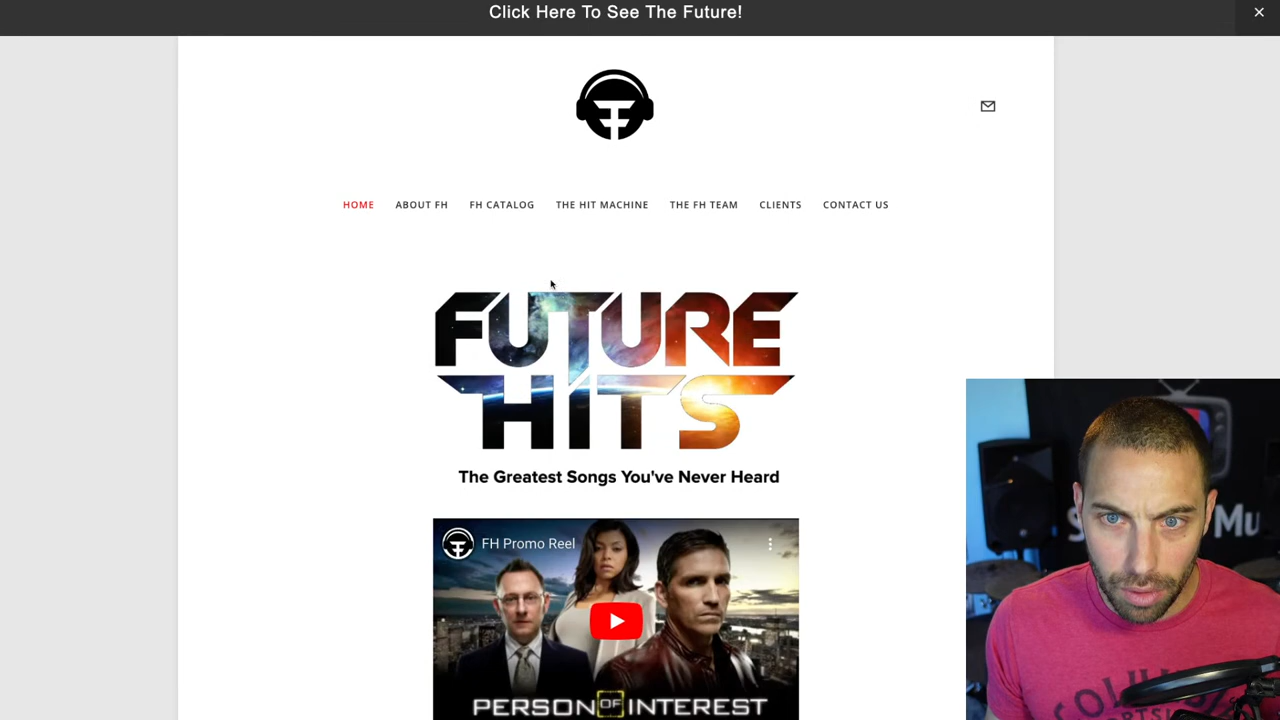 Click Here To See The Future!
HOME ABOUT FH FH CATALOG THE HIT MACHINE THE FH TEAM CLIENTS CONTACT US
FUTURE
HITS
The Greatest Songs You've Never Heard
FH Promo Reel
PERSON OF INTEREST
Mu